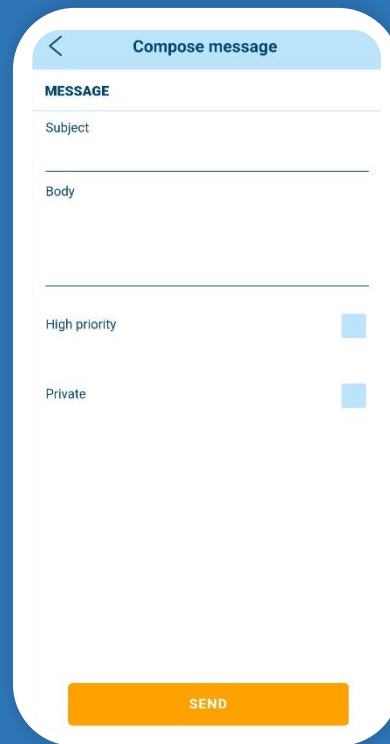 Compose message
MESSAGE
Subject
Body
High priority
Private
SEND